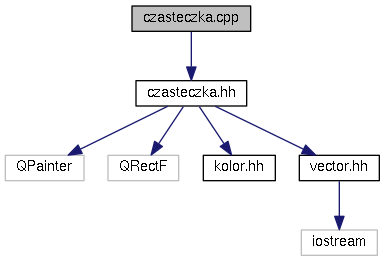 czasteczka.cpp
czasteczka.hh
QPainter
QRectF
kolor.hh
vector.hh
iostream